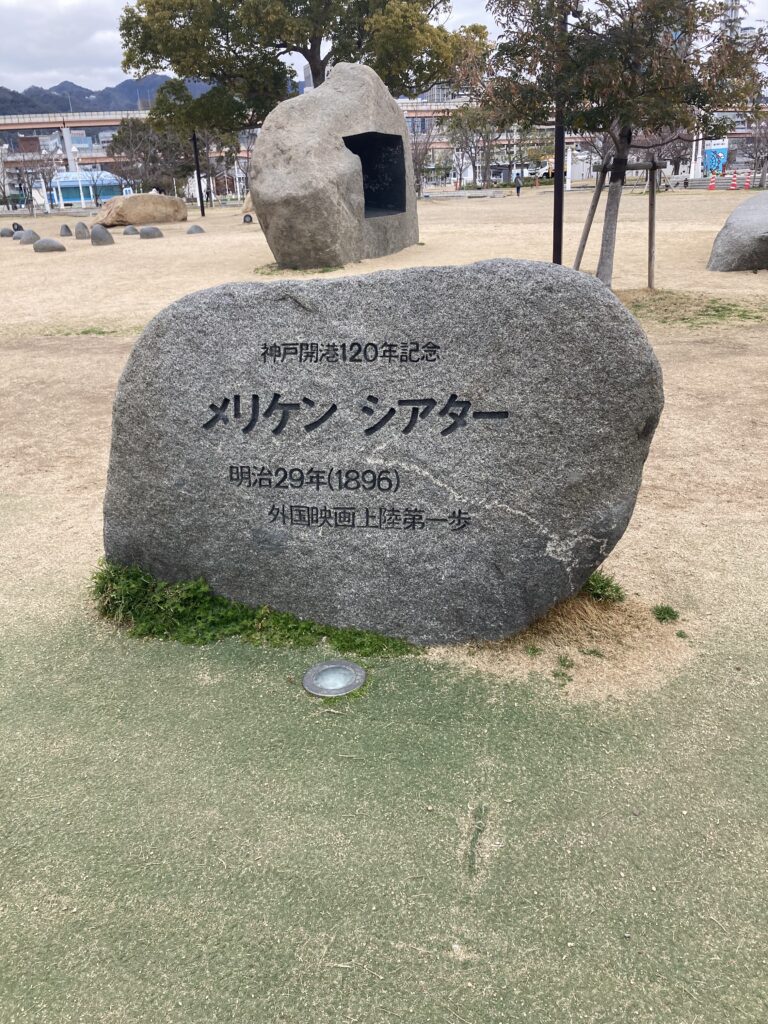 神戸開港120年記念
メリケン シアター
明治29年(1896)
外国映画上陸第一歩